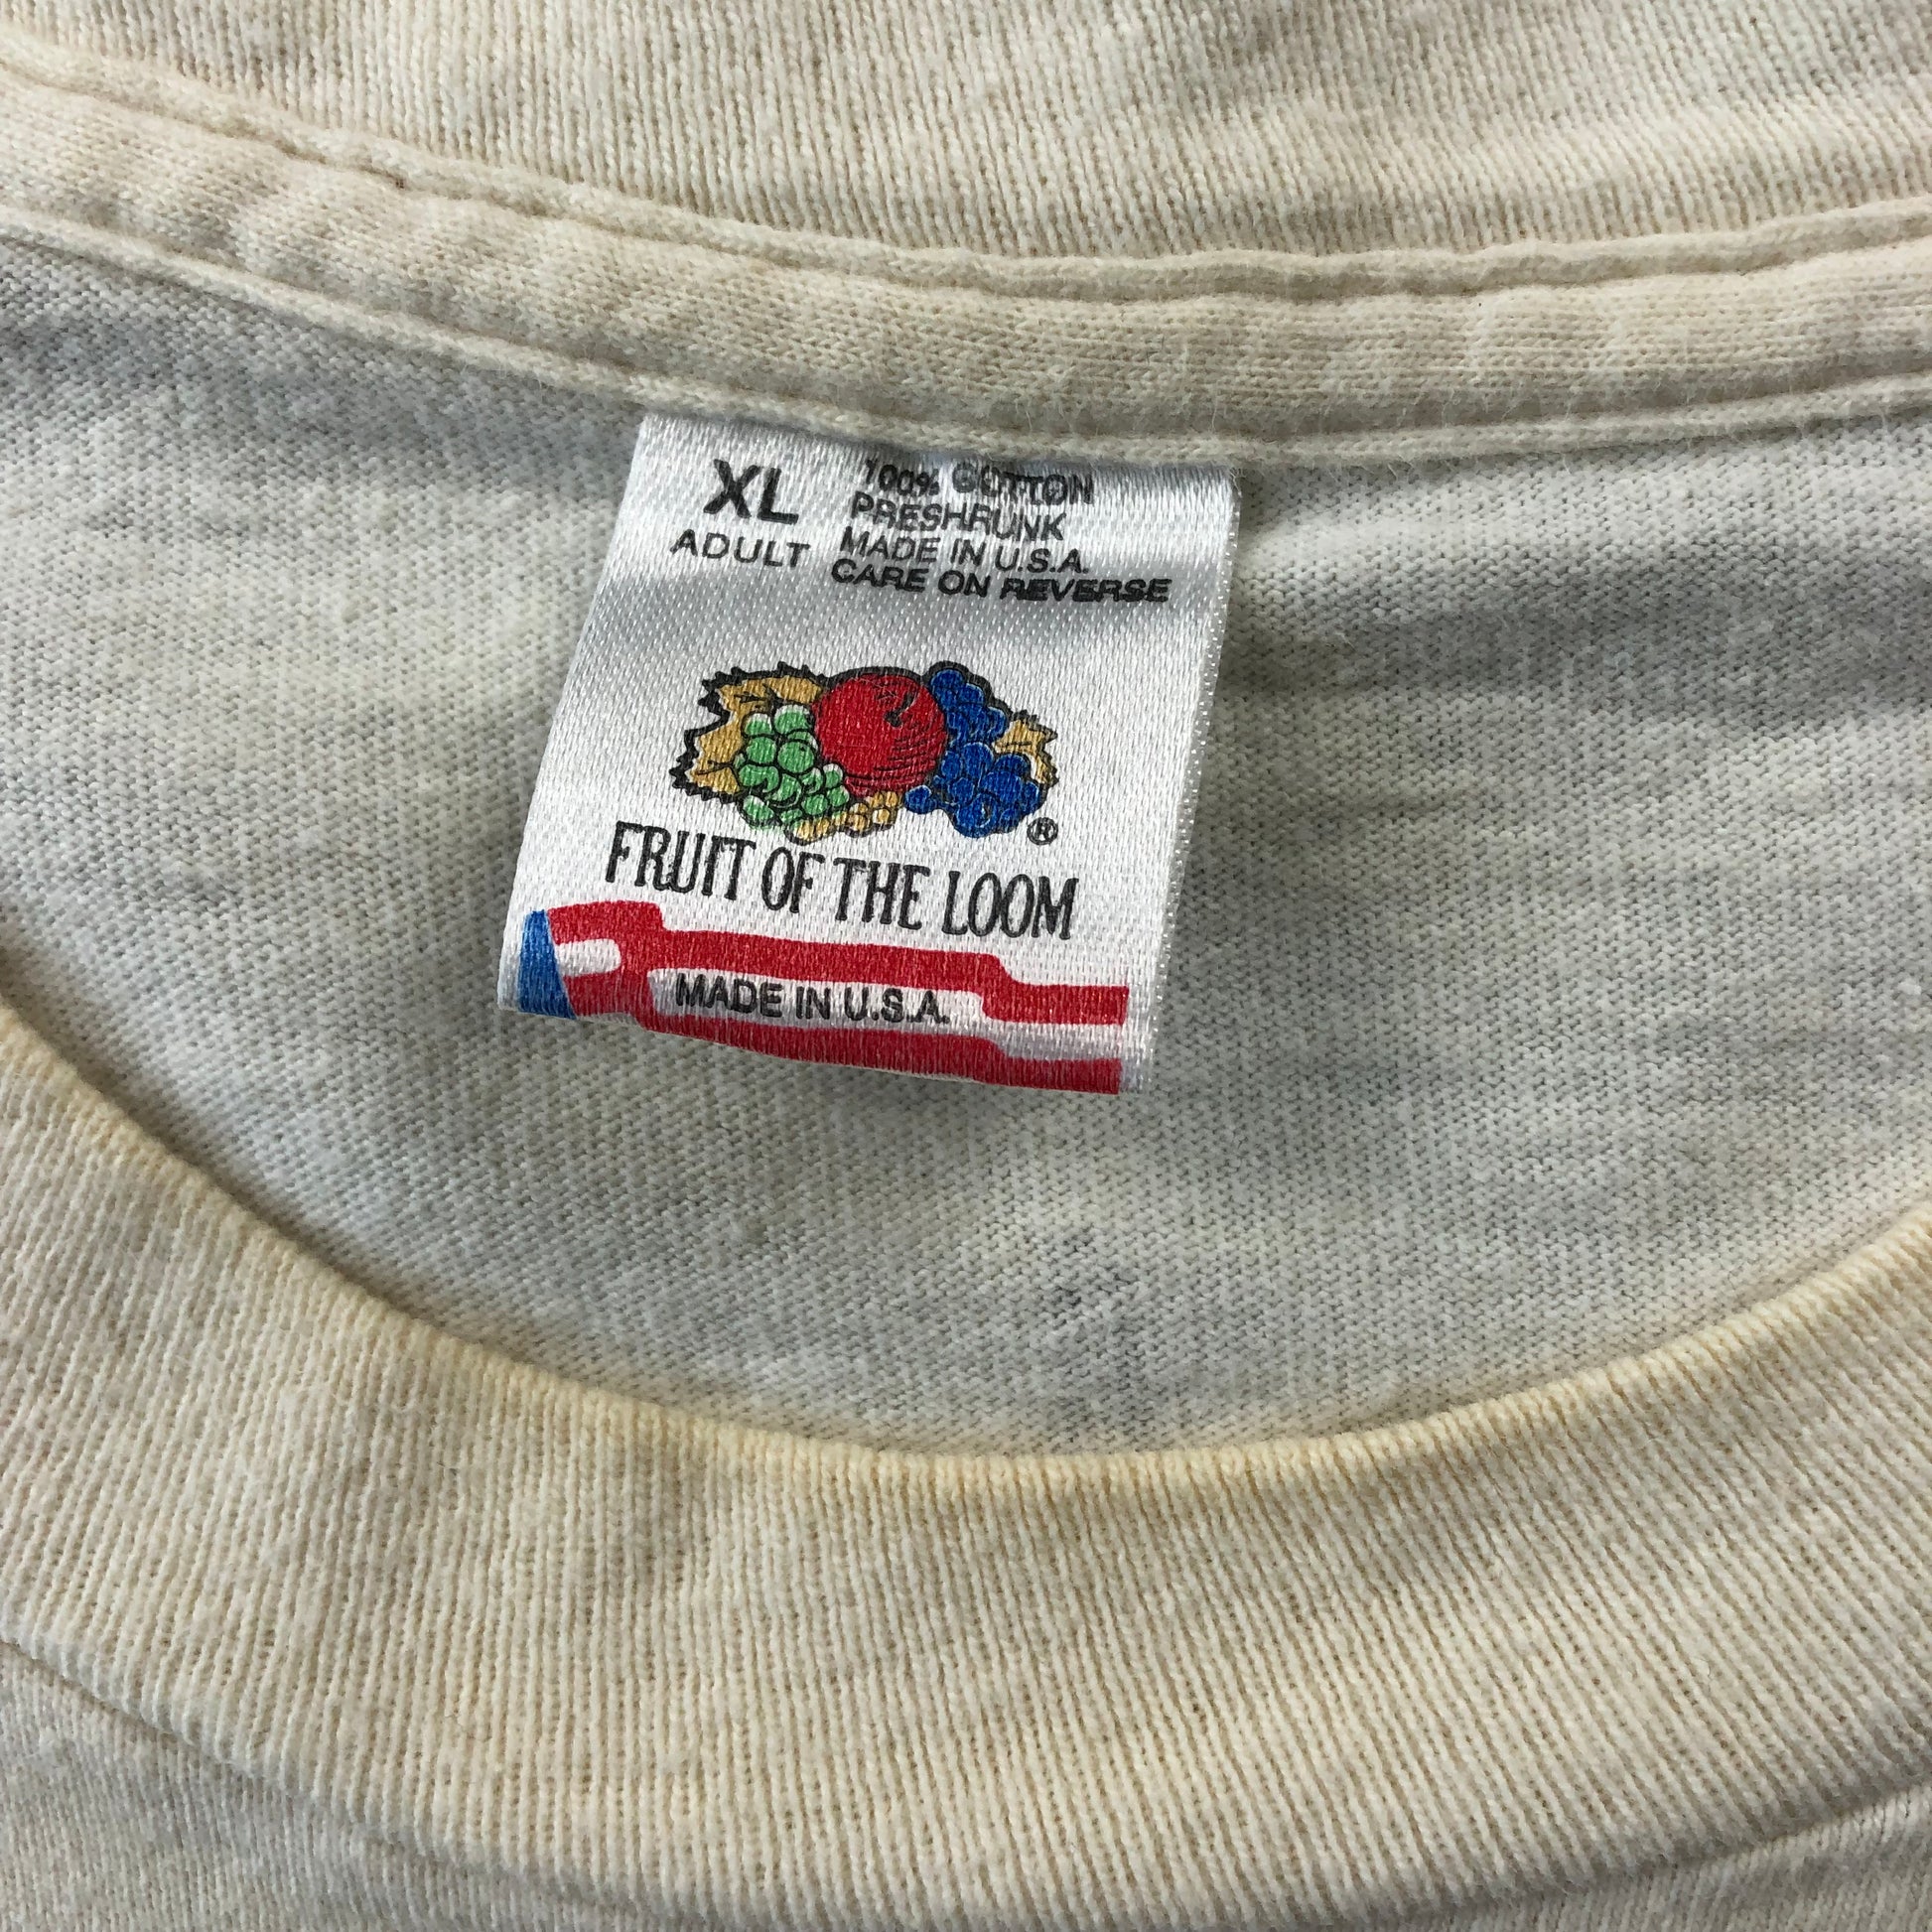 XL
ADULT
100% COTTON
PRESHRUNK
MADE IN U.S.A.
CARE ON REVERSE
®
FRUIT OF THE LOOM
MADE IN U.S.A.